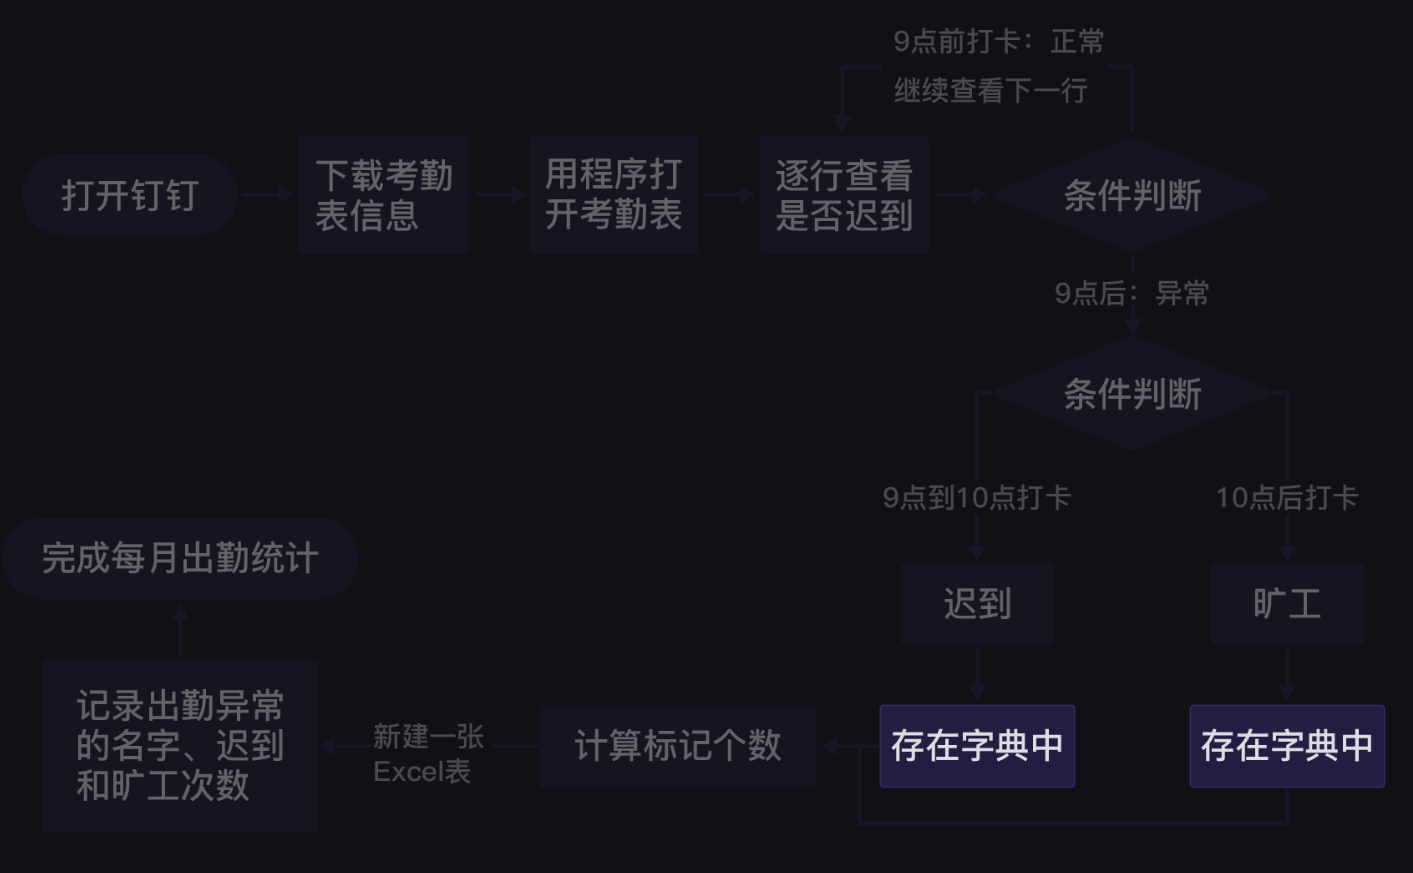 9点前打卡：正常
继续查看下一行
打开钉钉
下载考勤
表信息
用程序打
开考勤表
逐行查看
是否迟到
条件判断
9点后：异常
条件判断
9点到10点打卡
10点后打卡
迟到
旷工
存在字典中
存在字典中
计算标记个数
新建一张
Excel表
记录出勤异常
的名字、迟到
和旷工次数
完成每月出勤统计